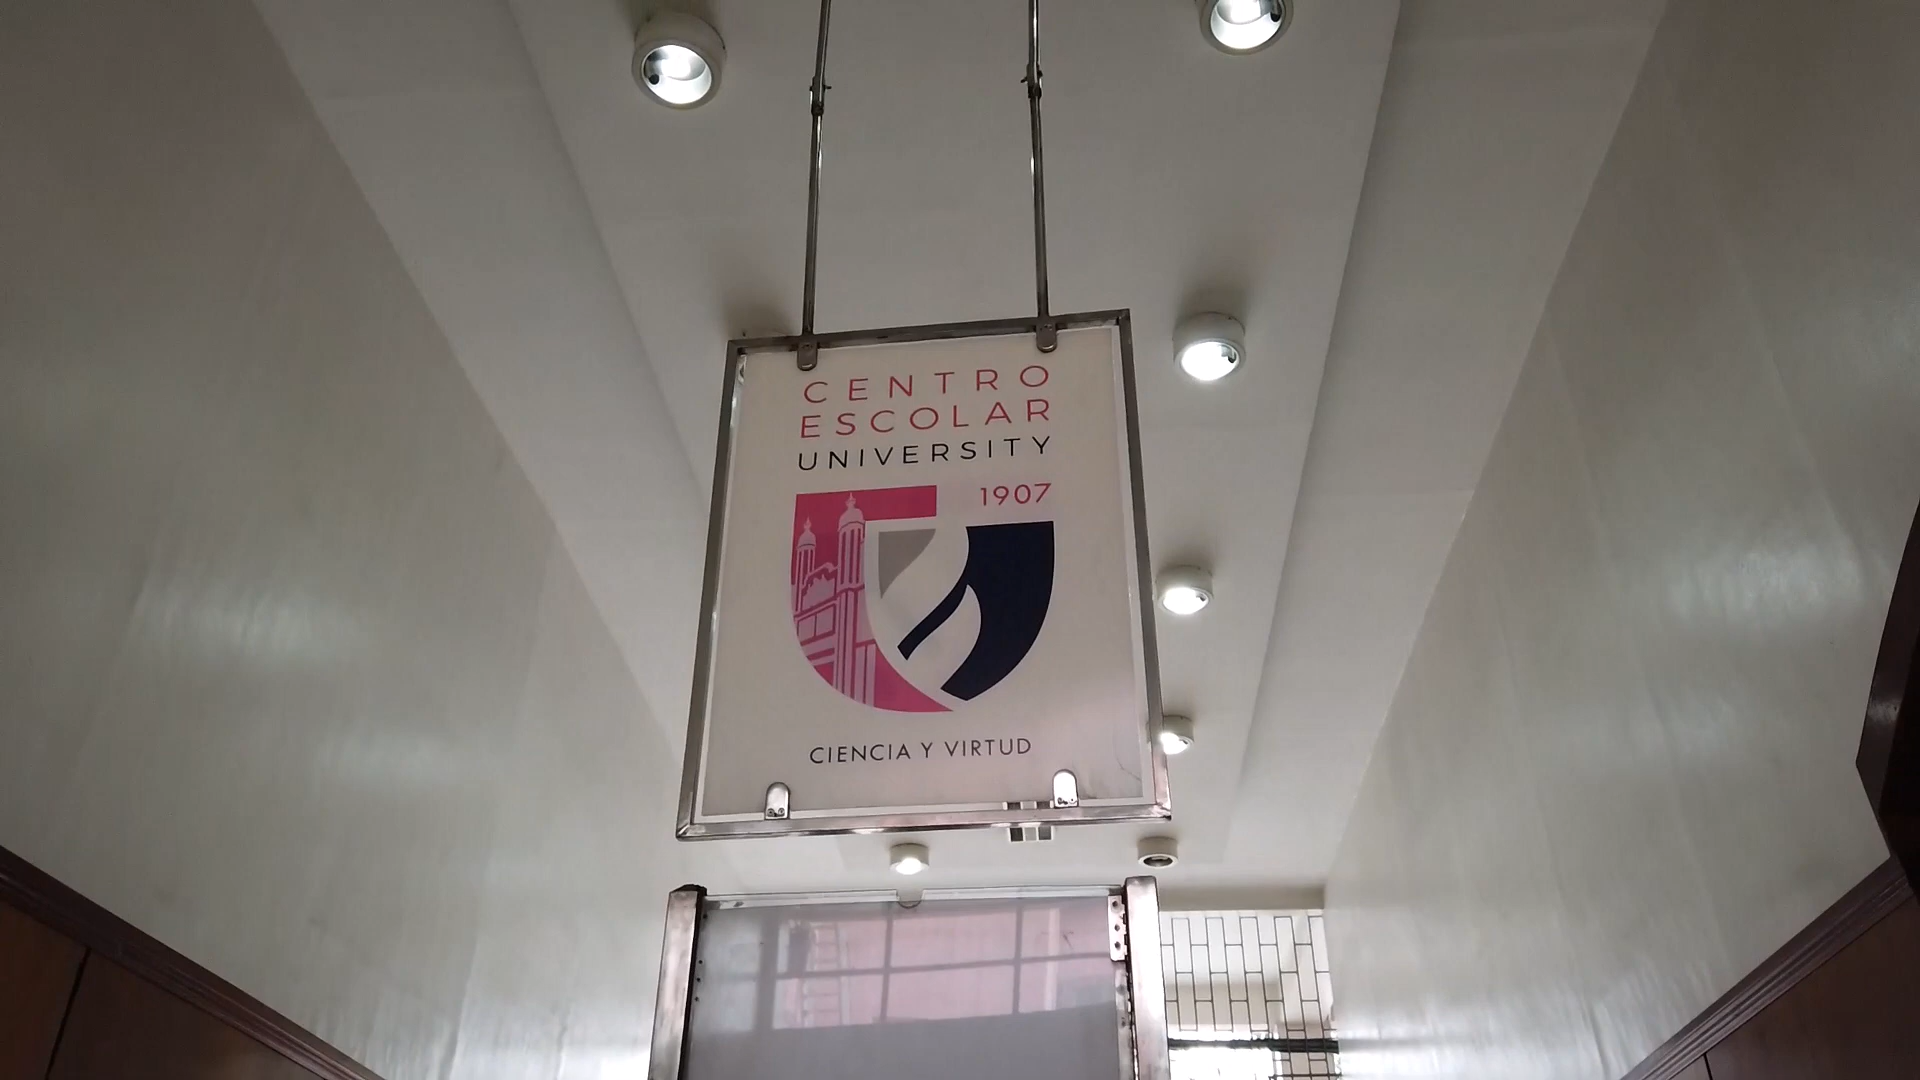 CENTRO
ESCOLAR
UNIVERSITY
1907
CIENCIA Y VIRTUD